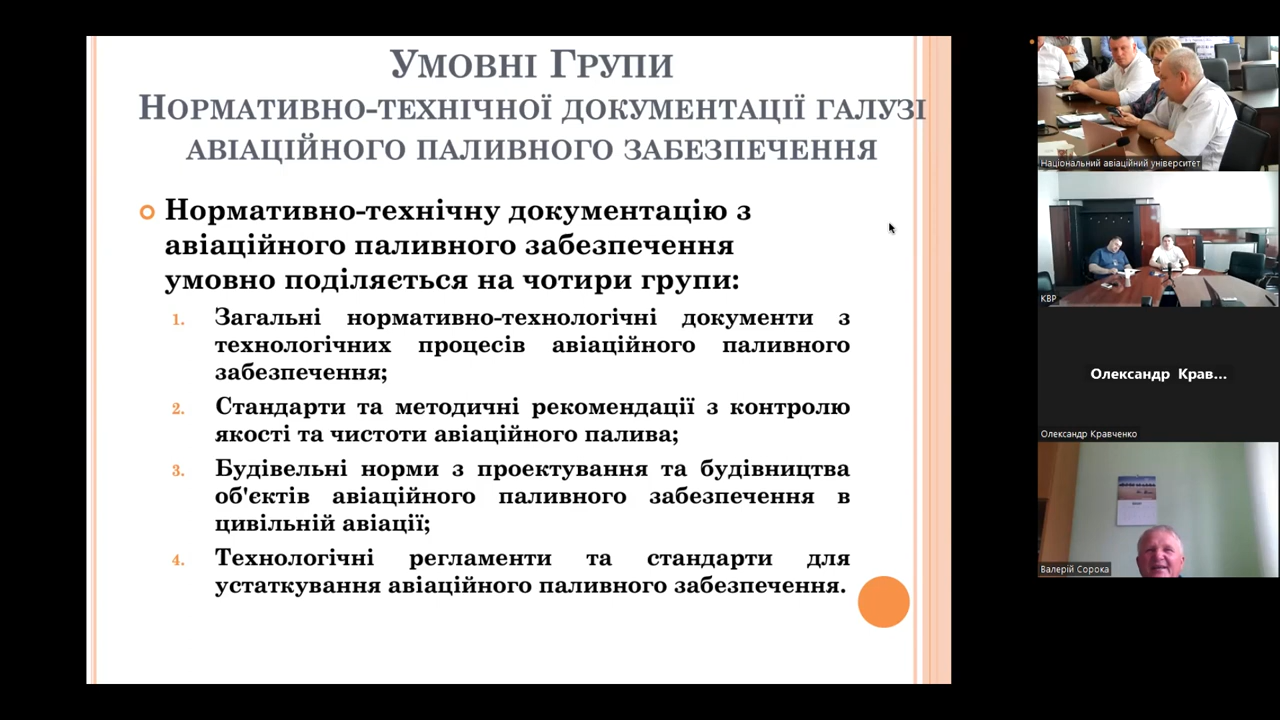 Умовні Групи
Нормативно-технічної документації галузі
авіаційного паливного забезпечення
Нормативно-технічну документацію з
авіаційного паливного забезпечення
умовно поділяється на чотири групи:
1. Загальні нормативно-технологічні документи з
технологічних процесів авіаційного паливного
забезпечення;
2. Стандарти та методичні рекомендації з контролю
якості та чистоти авіаційного палива;
3. Будівельні норми з проектування та будівництва
об'єктів авіаційного паливного забезпечення в
цивільній авіації;
4. Технологічні регламенти та стандарти для
устаткування авіаційного паливного забезпечення.
Національний авіаційний університет
КВР
Олександр Крав...
Олександр Кравченко
Валерій Сорока